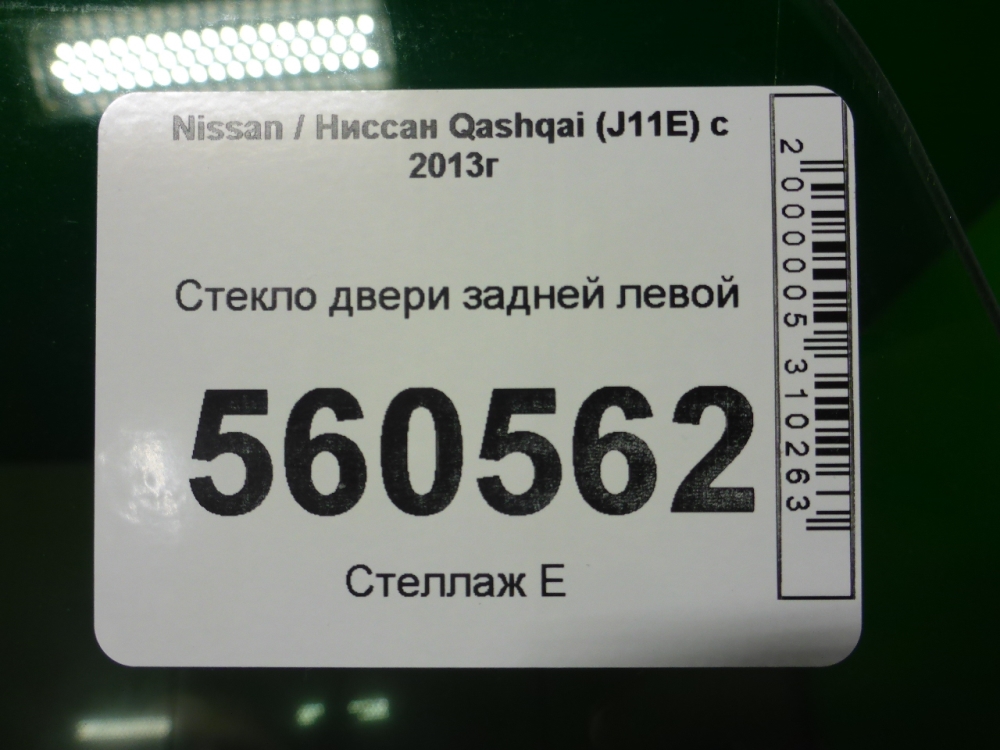 Nissan / Ниссан Qashqai (J11E) с
2013г
Стекло двери задней левой
560562
Стеллаж Е
2000005310263